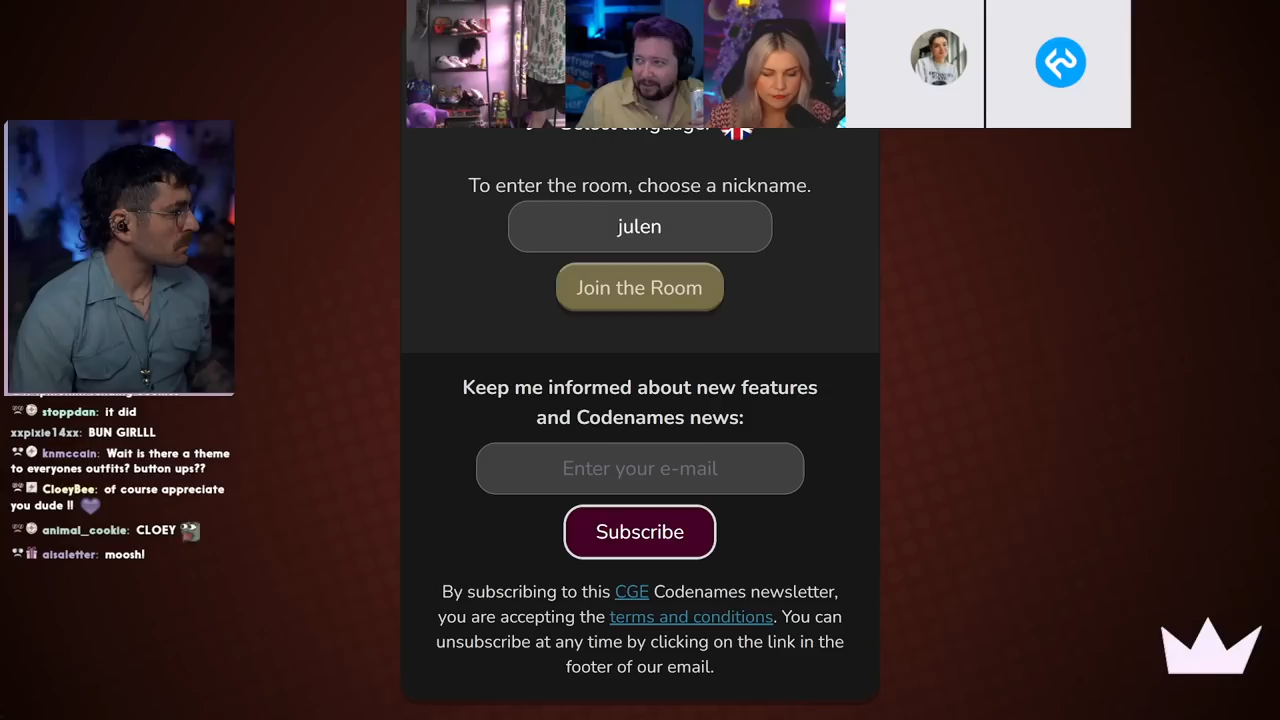 Select language:
To enter the room, choose a nickname.
julen
Join the Room
Keep me informed about new features
and Codenames news:
Enter your e-mail
Subscribe
By subscribing to this CGE Codenames newsletter,
you are accepting the terms and conditions. You can
unsubscribe at any time by clicking on the link in the
footer of our email.
stoppdan: it did
xxpixie14xx: BUN GIRLLL
knmccain: Wait is there a theme
to everyones outfits? button ups??
CloeyBee: of course appreciate
you dude !!
animal_cookie: CLOEY
aisaletter: moosh!